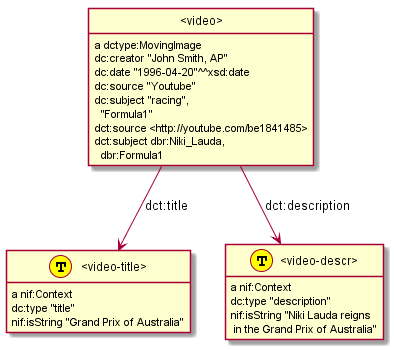 <video>
a dctype:MovingImage
dc:creator "John Smith, AP"
dc:date "1996-04-20"^^xsd:date
dc:source "Youtube"
dc:subject "racing",
"Formula1"
dct:source <http://youtube.com/be1841485>
dct:subject dbr:Niki_Lauda,
dbr:Formula1
dct:title
dct:description
T <video-title>
a nif:Context
dc:type "title"
nif:isString "Grand Prix of Australia"
T <video-descr>
a nif:Context
dc:type "description"
nif:isString "Niki Lauda reigns
in the Grand Prix of Australia"